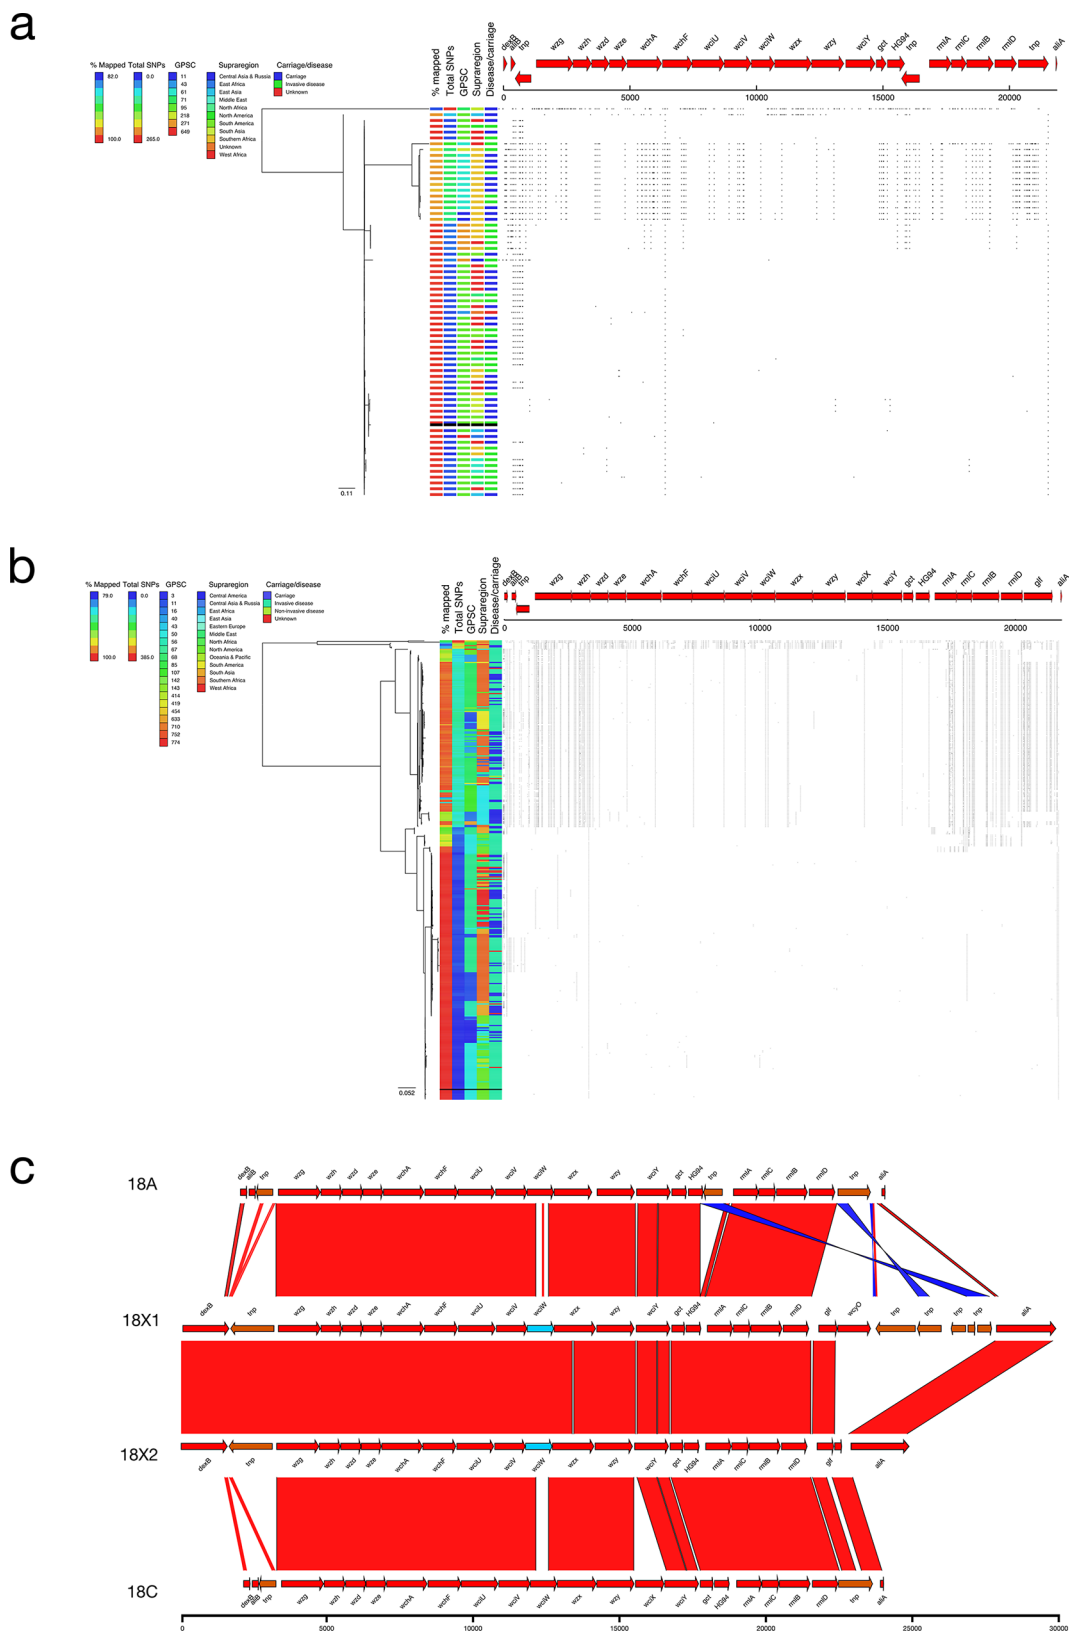 a
% Mapped Total SNPs GPSC Supraregion Carriage/disease
82.0 0.0 11 Central Asia & Russia Carriage
43 East Africa Invasive disease
61 East Asia Unknown
71 Middle East
95 North Africa
218 North America
271 South America
100.0 265.0 649 South Asia
Southern Africa
Unknown
West Africa
% mapped Total SNPs GPSC Supraregion Disease/carriage
dexB aliB tnp wzg wzh wzd wze wchA wchF wciU wciV wciW wzx wzy wciY gct HG94 tnp rmlA rmlC rmlB rmlD tnp aliA
0 5000 10000 15000 20000
0.11
b
% Mapped Total SNPs GPSC Supraregion Carriage/disease
79.0 0.0 3 Central America Carriage
11 Central Asia & Russia Invasive disease
16 East Africa Non-invasive disease
40 East Asia Unknown
43 Eastern Europe
50 Middle East
56 North Africa
67 North America
100.0 385.0 68 Oceania & Pacific
85 South America
107 South Asia
142 Southern Africa
143 West Africa
414
419
454
633
710
752
774
% mapped Total SNPs GPSC Supraregion Disease/carriage
dexB aliB tnp wzg wzh wzd wze wchA wchF wciU wciV wciW wzx wzy wciX wciY gct HG94 rmlA rmlC rmlB rmlD glf aliA
0 5000 10000 15000 20000
0.052
c
18A
dexB aliB tnp wzg wzh wzd wze wchA wchF wciU wciV wciW wzx wzy wciY gct HG94 tnp rmlA rmlC rmlB rmlD tnp aliA
18X1
dexB tnp wzg wzh wzd wze wchA wchF wciU wciV wciW wzx wzy wciY gct HG94 rmlA rmlC rmlB rmlD glf wcyO tnp tnp tnp tnp aliA
18X2
dexB tnp wzg wzh wzd wze wchA wchF wciU wciV wciW wzx wzy wciY gct HG94 rmlA rmlC rmlB rmlD glf aliA
18C
dexB aliB tnp wzg wzh wzd wze wchA wchF wciU wciV wciW wzx wzy wciX wciY gct HG94 rmlA rmlC rmlB rmlD tnp aliA
0 5000 10000 15000 20000 25000 30000